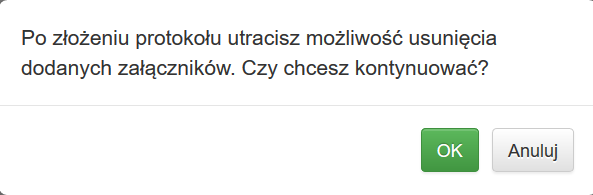 Po złożeniu protokołu utracisz możliwość usunięcia
dodanych załączników. Czy chcesz kontynuować?
OK Anuluj